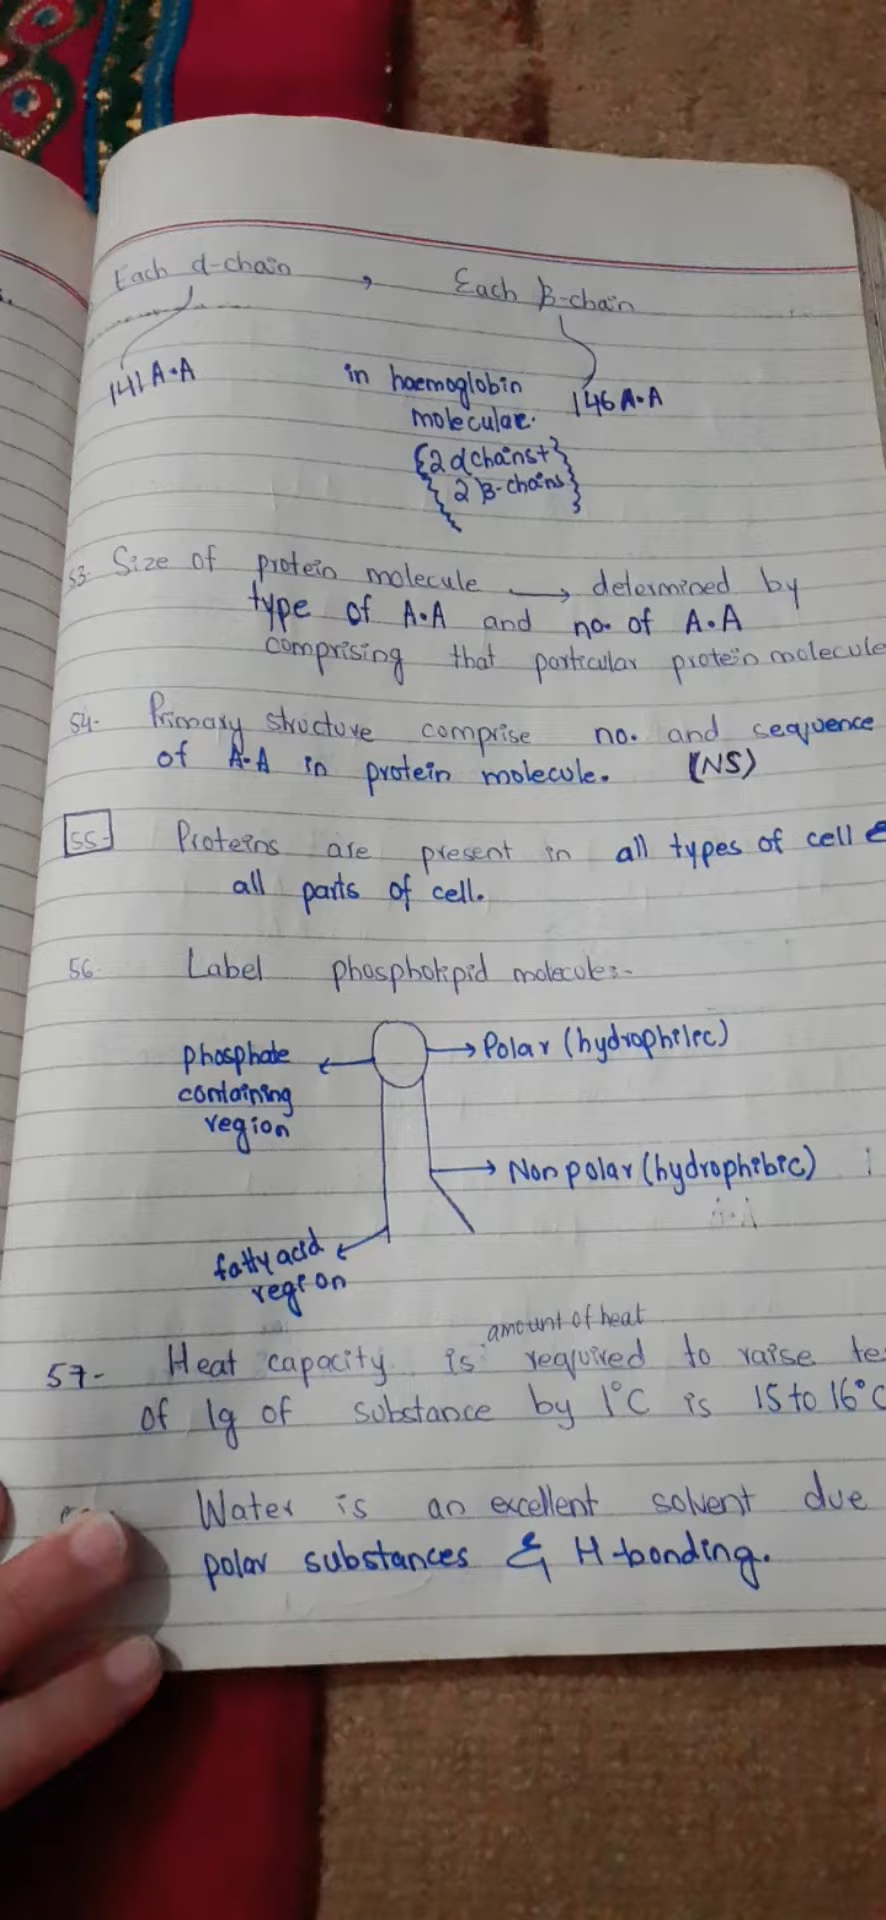 Each α-chain → Each β-chain
141 A.A
146 A.A
in haemoglobin
molecular.
{2 α chains +}
{2 β-chains}
53- Size of protein molecule → determined by
type of A.A and no. of A.A
comprising that particular protein molecule
54- Primary structure comprise no. and sequence
of A.A in protein molecule. (NS)
55- Proteins are present in all types of cell &
all parts of cell.
56- Label phospholipid molecule:-
Polar (hydrophilic)
phosphate
containing
region
Non polar (hydrophibic)
fatty acid
region
amount of heat
57- Heat capacity is required to raise te
of 1g of substance by 1°C is 15 to 16°C
Water is an excellent solvent due
polar substances & H-bonding.